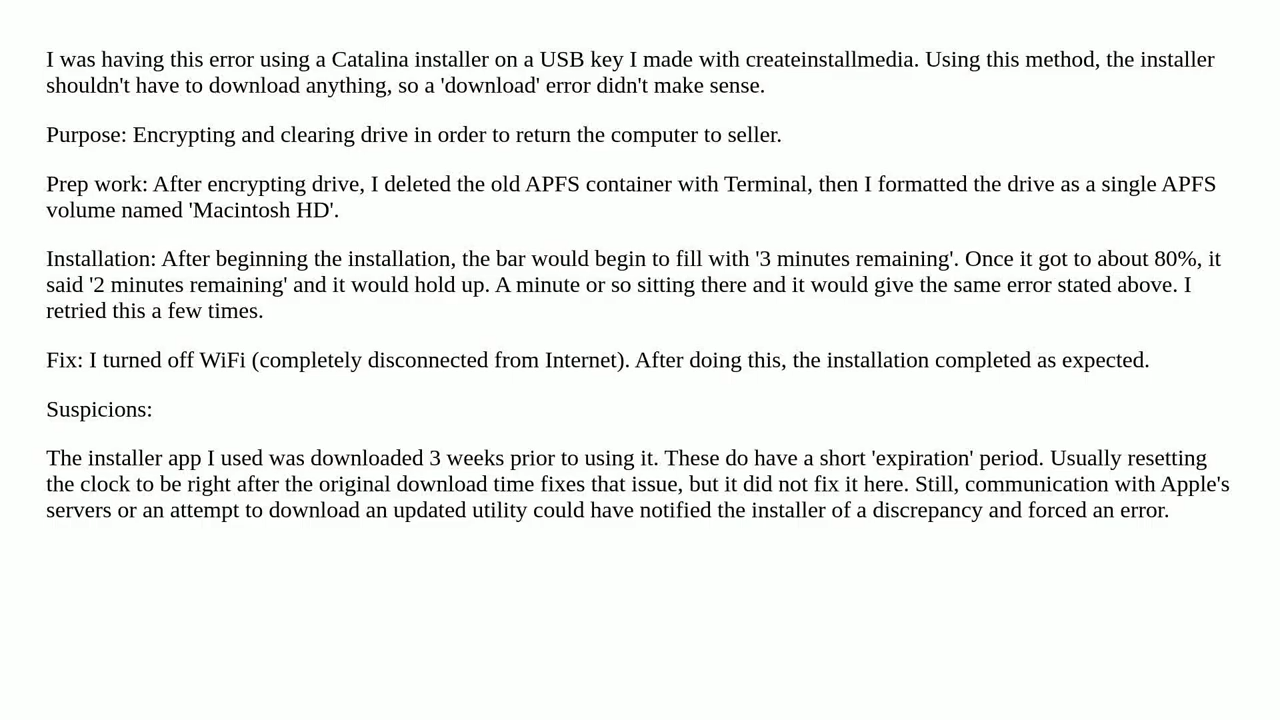 I was having this error using a Catalina installer on a USB key I made with createinstallmedia. Using this method, the installer
shouldn't have to download anything, so a 'download' error didn't make sense.
Purpose: Encrypting and clearing drive in order to return the computer to seller.
Prep work: After encrypting drive, I deleted the old APFS container with Terminal, then I formatted the drive as a single APFS
volume named 'Macintosh HD'.
Installation: After beginning the installation, the bar would begin to fill with '3 minutes remaining'. Once it got to about 80%, it
said '2 minutes remaining' and it would hold up. A minute or so sitting there and it would give the same error stated above. I
retried this a few times.
Fix: I turned off WiFi (completely disconnected from Internet). After doing this, the installation completed as expected.
Suspicions:
The installer app I used was downloaded 3 weeks prior to using it. These do have a short 'expiration' period. Usually resetting
the clock to be right after the original download time fixes that issue, but it did not fix it here. Still, communication with Apple's
servers or an attempt to download an updated utility could have notified the installer of a discrepancy and forced an error.